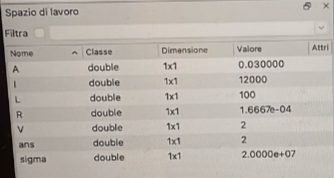 Spazio di lavoro
Filtra
Nome Classe Dimensione Valore Attri
A double 1x1 0.030000
I double 1x1 12000
L double 1x1 100
R double 1x1 1.6667e-04
V double 1x1 2
ans double 1x1 2
sigma double 1x1 2.0000e+07